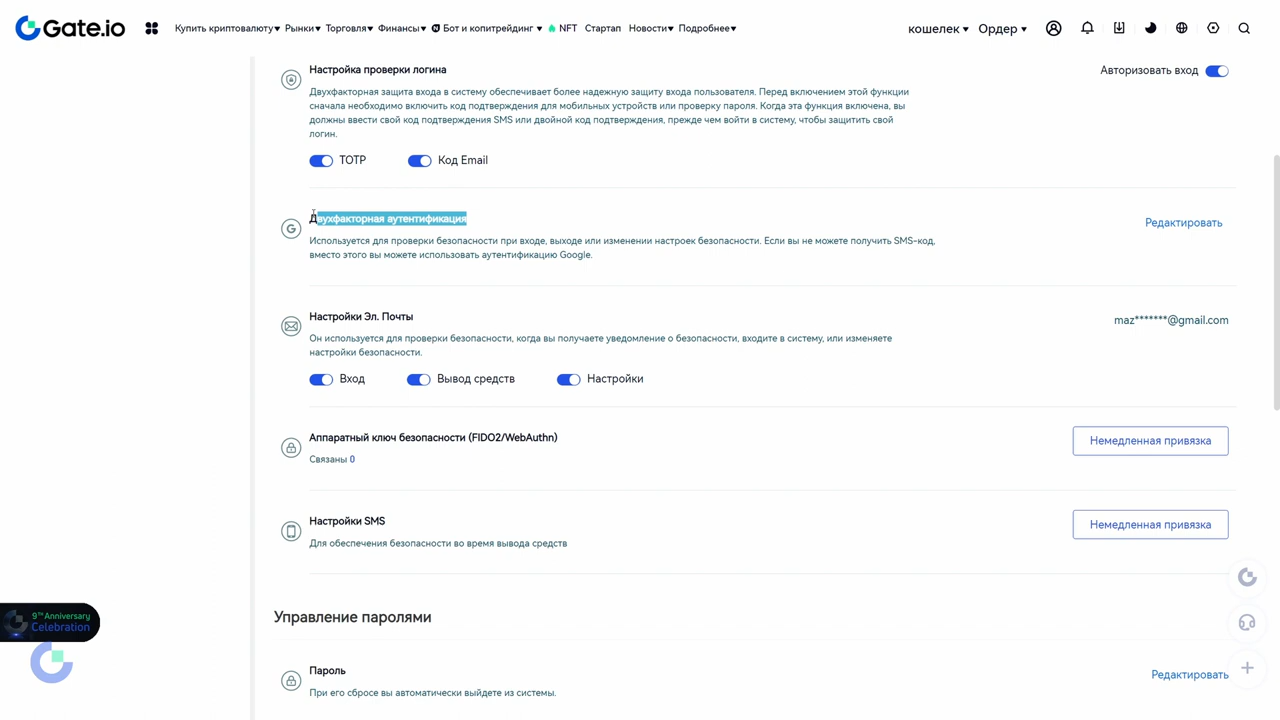 Gate.io
Купить криптовалюту▾ Рынки▾ Торговля▾ Финансы▾ Бот и копитрейдинг ▾ NFT Стартап Новости▾ Подробнее▾
кошелек ▾ Ордер ▾
Настройка проверки логина
Авторизовать вход
Двухфакторная защита входа в систему обеспечивает более надежную защиту входа пользователя. Перед включением этой функции
сначала необходимо включить код подтверждения для мобильных устройств или проверку пароля. Когда эта функция включена, вы
должны ввести свой код подтверждения SMS или двойной код подтверждения, прежде чем войти в систему, чтобы защитить свой
логин.
TOTP Код Email
Двухфакторная аутентификация
Редактировать
Используется для проверки безопасности при входе, выходе или изменении настроек безопасности. Если вы не можете получить SMS-код,
вместо этого вы можете использовать аутентификацию Google.
Настройки Эл. Почты
maz*******@gmail.com
Он используется для проверки безопасности, когда вы получаете уведомление о безопасности, входите в систему, или изменяете
настройки безопасности.
Вход Вывод средств Настройки
Аппаратный ключ безопасности (FIDO2/WebAuthn)
Немедленная привязка
Связаны 0
Настройки SMS
Немедленная привязка
Для обеспечения безопасности во время вывода средств
9TH Anniversary
Celebration
Управление паролями
Пароль
Редактировать
При его сбросе вы автоматически выйдете из системы.